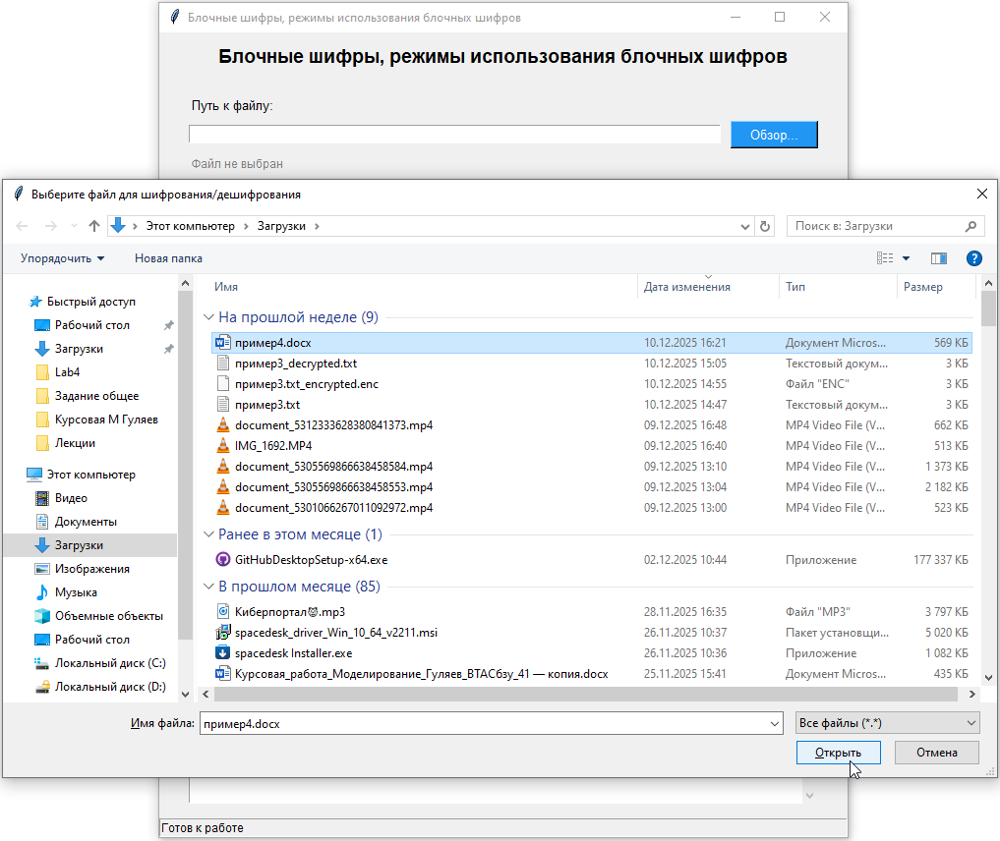 Блочные шифры, режимы использования блочных шифров
Блочные шифры, режимы использования блочных шифров
Путь к файлу:
Обзор...
Файл не выбран
Выберите файл для шифрования/дешифрования
Этот компьютер > Загрузки >
Поиск в: Загрузки
Упорядочить Новая папка
Имя Дата изменения Тип Размер
Быстрый доступ
Рабочий стол
Загрузки
Lab4
Задание общее
Курсовая М Гуляев
Лекции
Этот компьютер
Видео
Документы
Загрузки
Изображения
Музыка
Объемные объекты
Рабочий стол
Локальный диск (C:)
Локальный диск (D:)
На прошлой неделе (9)
пример4.docx 10.12.2025 16:21 Документ Micros... 569 КБ
пример3_decrypted.txt 10.12.2025 15:05 Текстовый докум... 3 КБ
пример3.txt_encrypted.enc 10.12.2025 14:55 Файл "ENC" 3 КБ
пример3.txt 10.12.2025 14:47 Текстовый докум... 3 КБ
document_5312333628380841373.mp4 09.12.2025 16:48 MP4 Video File (V... 662 КБ
IMG_1692.MP4 09.12.2025 16:40 MP4 Video File (V... 513 КБ
document_5305569866638458584.mp4 09.12.2025 13:10 MP4 Video File (V... 1 373 КБ
document_5305569866638458553.mp4 09.12.2025 13:04 MP4 Video File (V... 2 182 КБ
document_5301066267011092972.mp4 09.12.2025 13:00 MP4 Video File (V... 523 КБ
Ранее в этом месяце (1)
GitHubDesktopSetup-x64.exe 02.12.2025 10:44 Приложение 177 337 КБ
В прошлом месяце (85)
Киберпортал😈.mp3 28.11.2025 16:35 Файл "MP3" 3 797 КБ
spacedesk_driver_Win_10_64_v2211.msi 26.11.2025 10:37 Пакет установщи... 5 020 КБ
spacedesk Installer.exe 26.11.2025 10:36 Приложение 1 082 КБ
Курсовая_работа_Моделирование_Гуляев_ВТАСбзу_41 — копия.docx 25.11.2025 15:41 Документ Micros... 435 КБ
Имя файла: пример4.docx Все файлы (*.*)
Открыть Отмена
Готов к работе